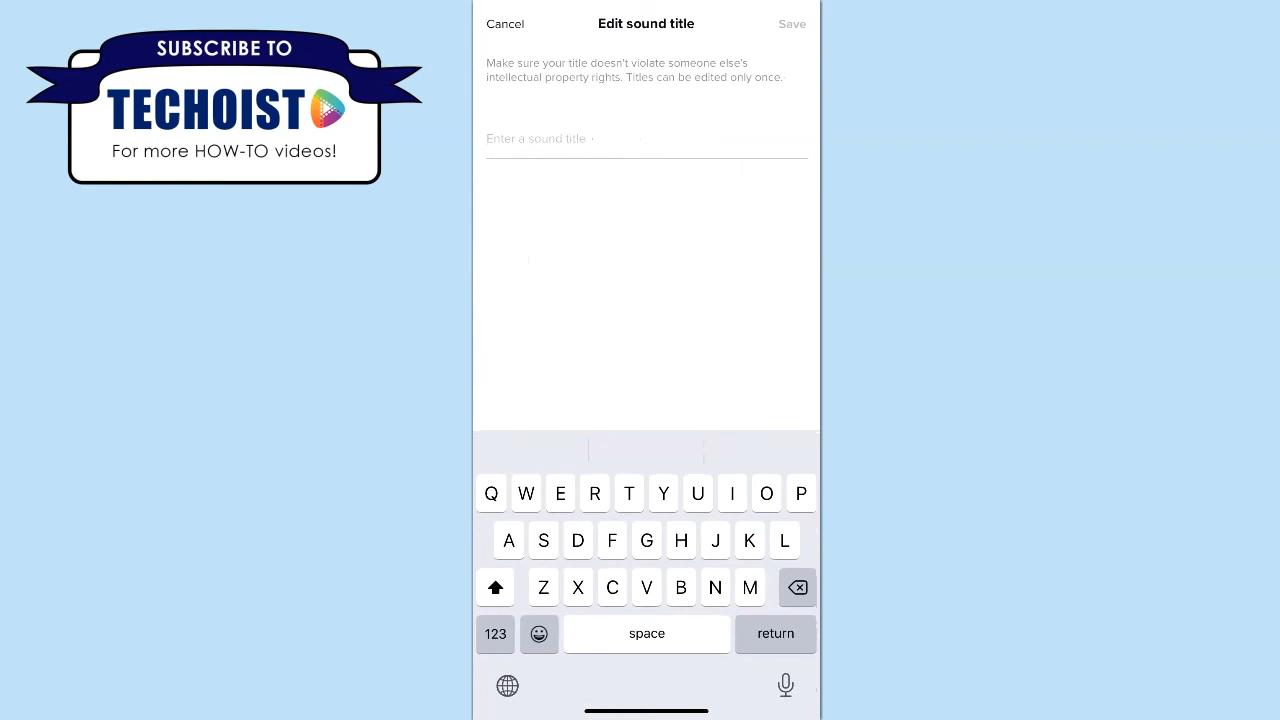 SUBSCRIBE TO
TECHOIST
For more HOW-TO videos!
Cancel Edit sound title Save
Make sure your title doesn't violate someone else's
intellectual property rights. Titles can be edited only once.
Enter a sound title
Q W E R T Y U I O P
A S D F G H J K L
Z X C V B N M
123 space return